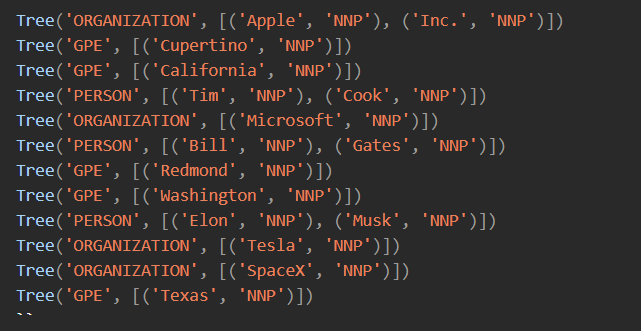 Tree('ORGANIZATION', [('Apple', 'NNP'), ('Inc.', 'NNP')])
Tree('GPE', [('Cupertino', 'NNP')])
Tree('GPE', [('California', 'NNP')])
Tree('PERSON', [('Tim', 'NNP'), ('Cook', 'NNP')])
Tree('ORGANIZATION', [('Microsoft', 'NNP')])
Tree('PERSON', [('Bill', 'NNP'), ('Gates', 'NNP')])
Tree('GPE', [('Redmond', 'NNP')])
Tree('GPE', [('Washington', 'NNP')])
Tree('PERSON', [('Elon', 'NNP'), ('Musk', 'NNP')])
Tree('ORGANIZATION', [('Tesla', 'NNP')])
Tree('ORGANIZATION', [('SpaceX', 'NNP')])
Tree('GPE', [('Texas', 'NNP')])
``